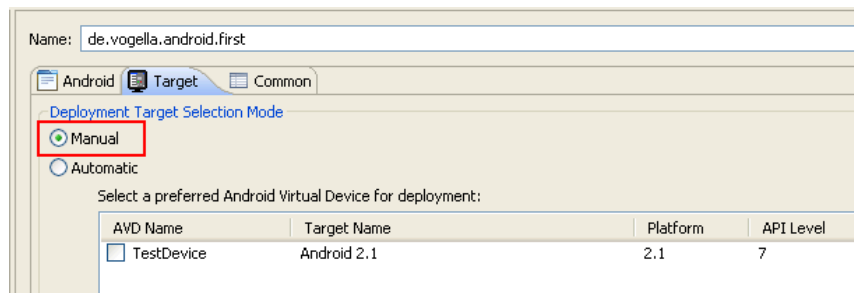 Name: de.vogella.android.first
Android Target Common
Deployment Target Selection Mode
Manual
Automatic
Select a preferred Android Virtual Device for deployment:
AVD Name Target Name Platform API Level
TestDevice Android 2.1 2.1 7